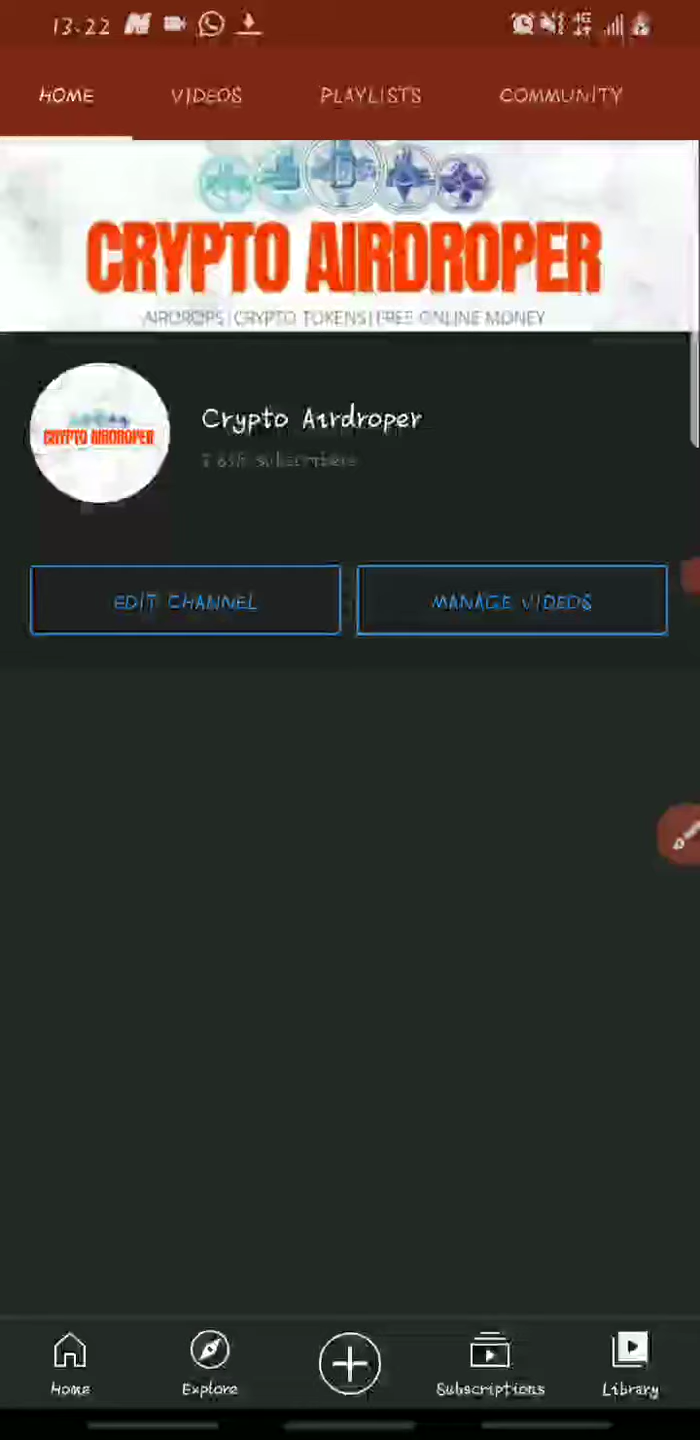 13:22
HOME VIDEOS PLAYLISTS COMMUNITY
CRYPTO AIRDROPER
AIRDROPS|CRYPTO TOKENS|FREE ONLINE MONEY
CRYPTO AIRDROPER
Crypto Airdroper
subscribers
EDIT CHANNEL MANAGE VIDEOS
Home Explore Subscriptions Library